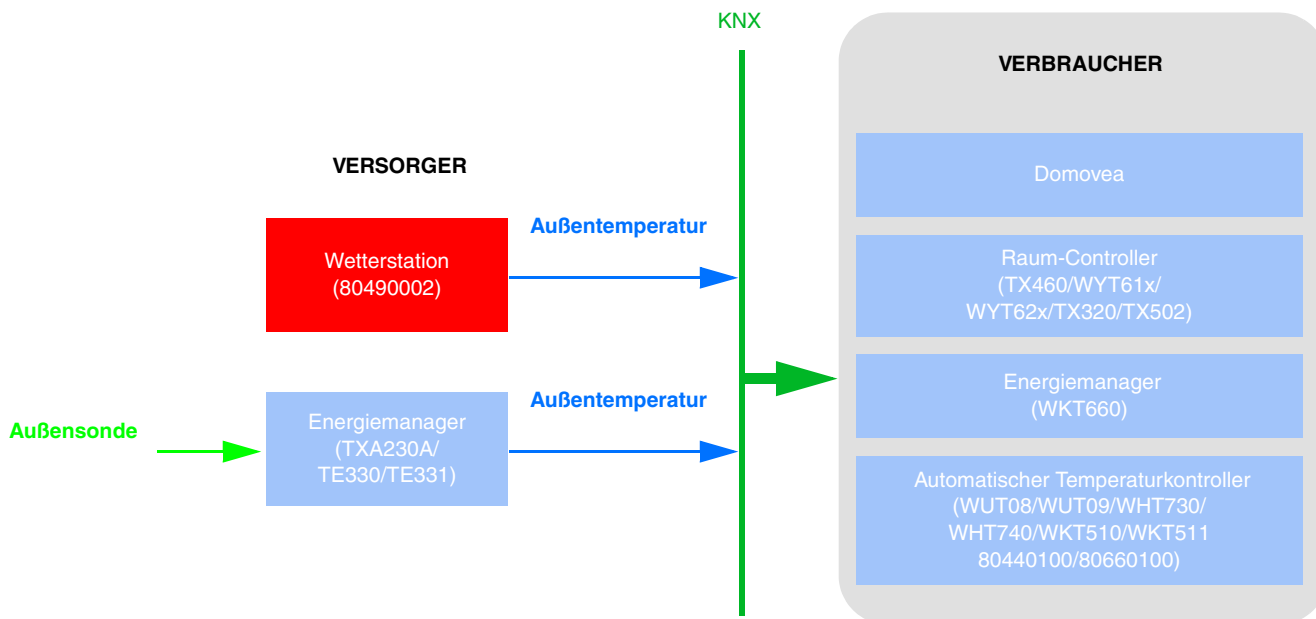 KNX
VERBRAUCHER
VERSORGER
Domovea
Wetterstation
(80490002)
Außentemperatur
Raum-Controller
(TX460/WYT61x/
WYT62x/TX320/TX502)
Außensonde
Energiemanager
(TXA230A/
TE330/TE331)
Außentemperatur
Energiemanager
(WKT660)
Automatischer Temperaturkontroller
(WUT08/WUT09/WHT730/
WHT740/WKT510/WKT511
80440100/80660100)